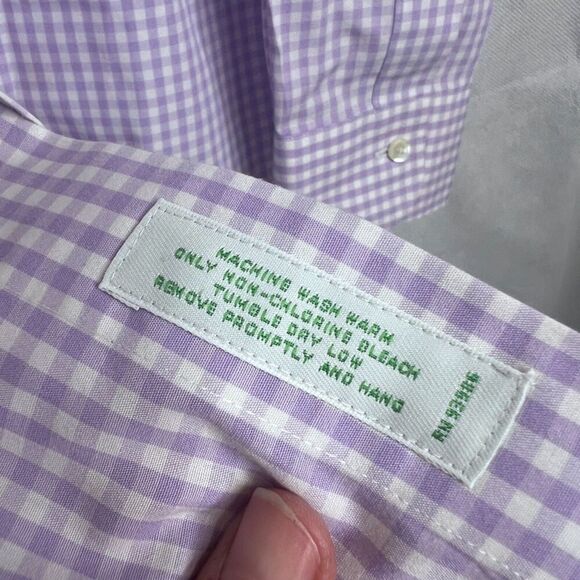 MACHINE WASH WARM
ONLY NON-CHLORINE BLEACH
TUMBLE DRY LOW
REMOVE PROMPTLY AND HANG